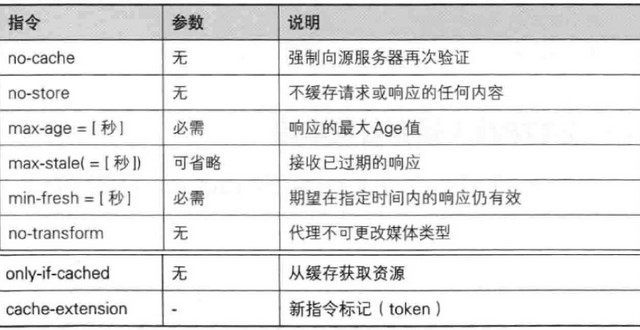 指令 参数 说明
no-cache 无 强制向源服务器再次验证
no-store 无 不缓存请求或响应的任何内容
max-age = [ 秒] 必需 响应的最大Age值
max-stale( = [ 秒]) 可省略 接收已过期的响应
min-fresh = [ 秒] 必需 期望在指定时间内的响应仍有效
no-transform 无 代理不可更改媒体类型
only-if-cached 无 从缓存获取资源
cache-extension - 新指令标记（token）